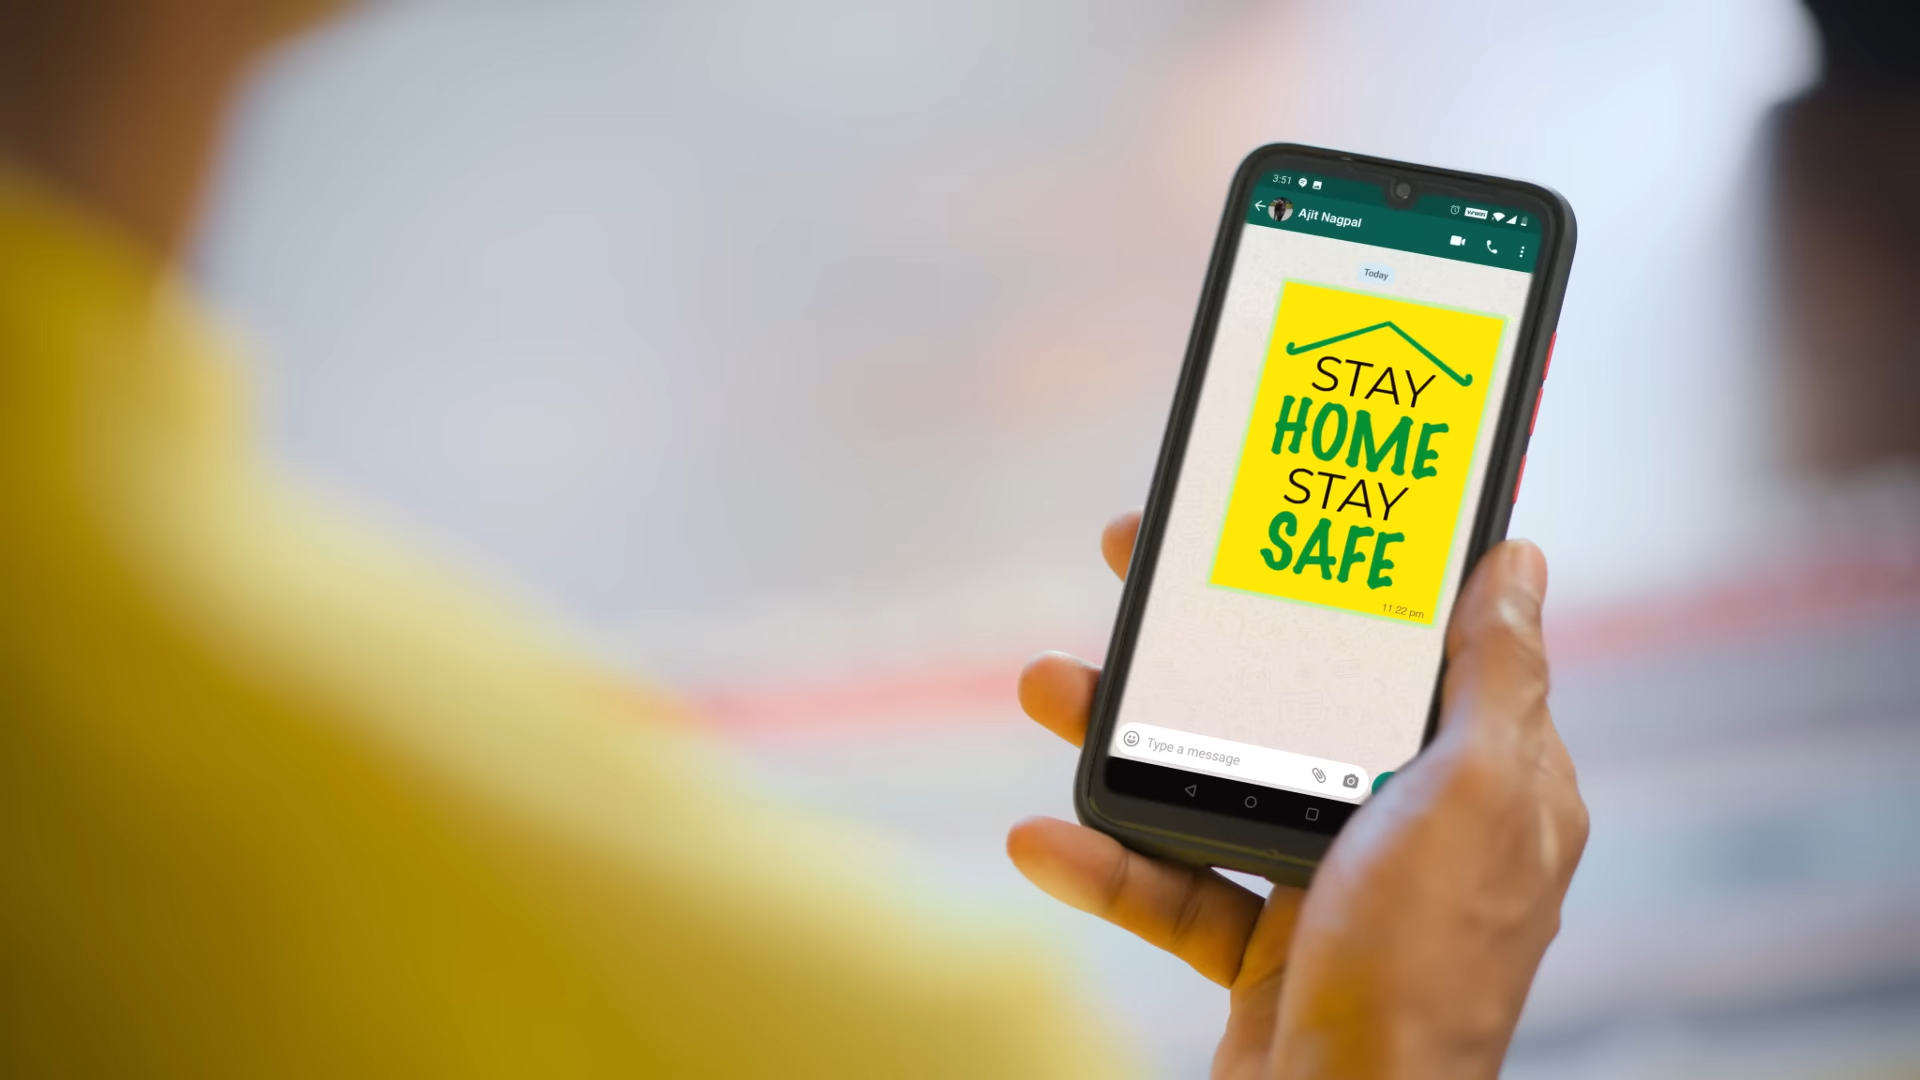 3:51
Ajit Nagpal
Today
STAY
HOME
STAY
SAFE
11:22 pm
Type a message